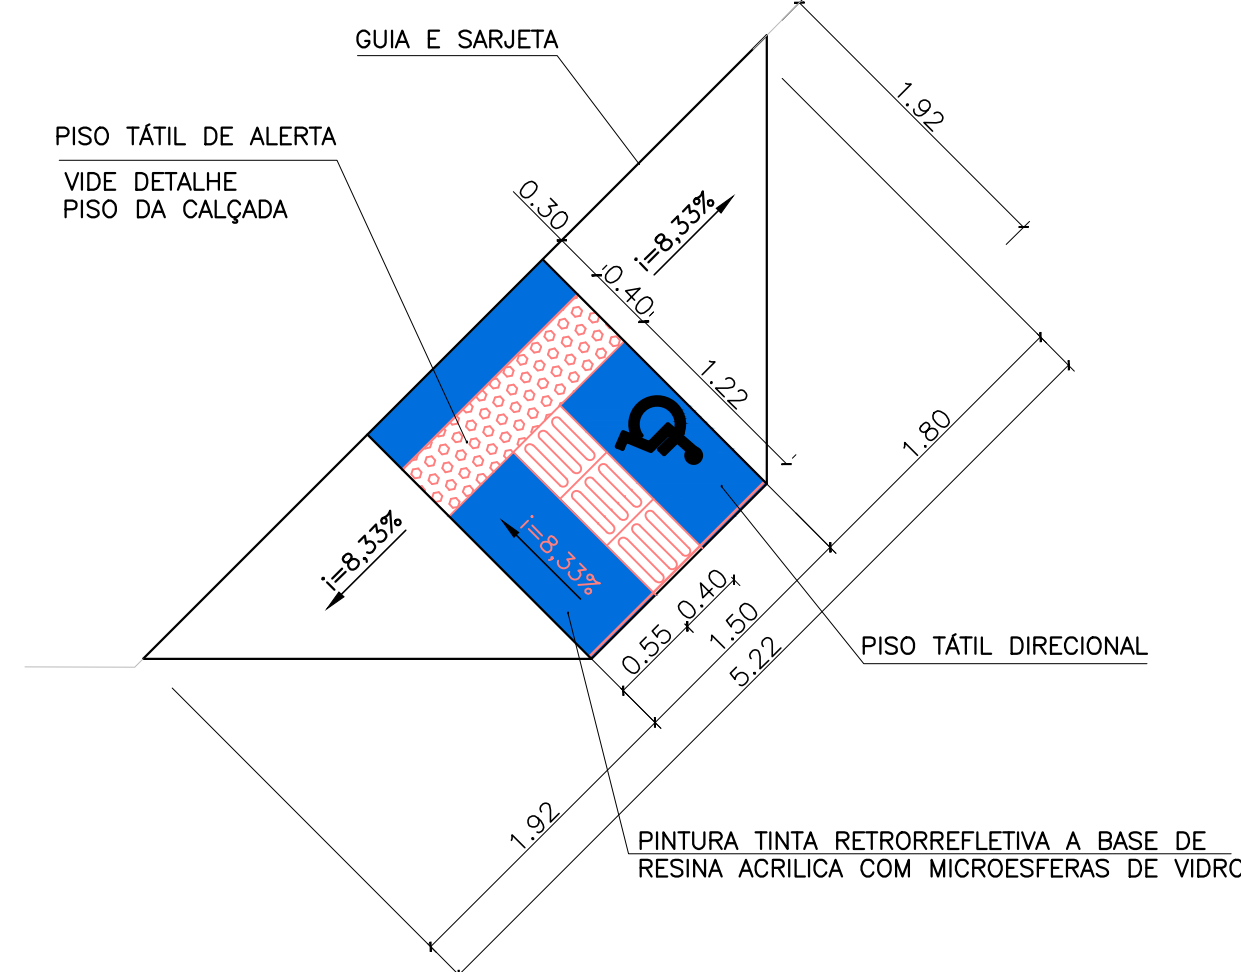 GUIA E SARJETA
1.92
PISO TÁTIL DE ALERTA
VIDE DETALHE
PISO DA CALÇADA
0.30
i=8,33%
0.40
1.22
1.80
i=8,33%
i=8,33%
0.40
0.55
1.50
5.22
PISO TÁTIL DIRECIONAL
1.92
PINTURA TINTA RETRORREFLETIVA A BASE DE
RESINA ACRILICA COM MICROESFERAS DE VIDRO